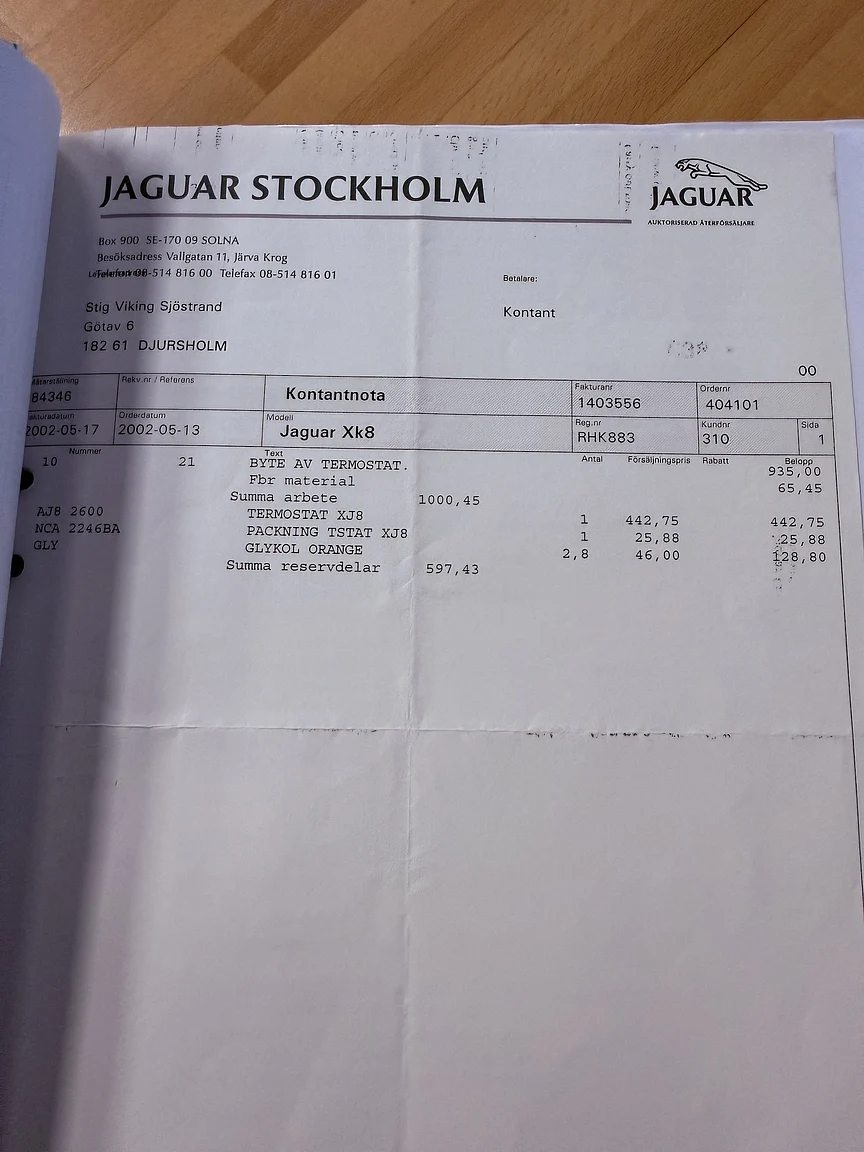 JAGUAR STOCKHOLM
JAGUAR
AUKTORISERAD ÅTERFÖRSÄLJARE
Box 900 SE-170 09 SOLNA
Besöksadress Vallgatan 11, Järva Krog
Telefon 08-514 816 00 Telefax 08-514 816 01
Betalare:
Stig Viking Sjöstrand
Kontant
Götav 6
182 61 DJURSHOLM
00
Mätarställning Rekv.nr / Referens Fakturanr Ordernr
84346 Kontantnota 1403556 404101
Fakturadatum Orderdatum Modell Reg.nr Kundnr Sida
2002-05-17 2002-05-13 Jaguar Xk8 RHK883 310 1
Nummer Text Antal Försäljningspris Rabatt Belopp
10 21 BYTE AV TERMOSTAT. 935,00
Fbr material 65,45
Summa arbete 1000,45
AJ8 2600 TERMOSTAT XJ8 1 442,75 442,75
NCA 2246BA PACKNING TSTAT XJ8 1 25,88 25,88
GLY GLYKOL ORANGE 2,8 46,00 128,80
Summa reservdelar 597,43